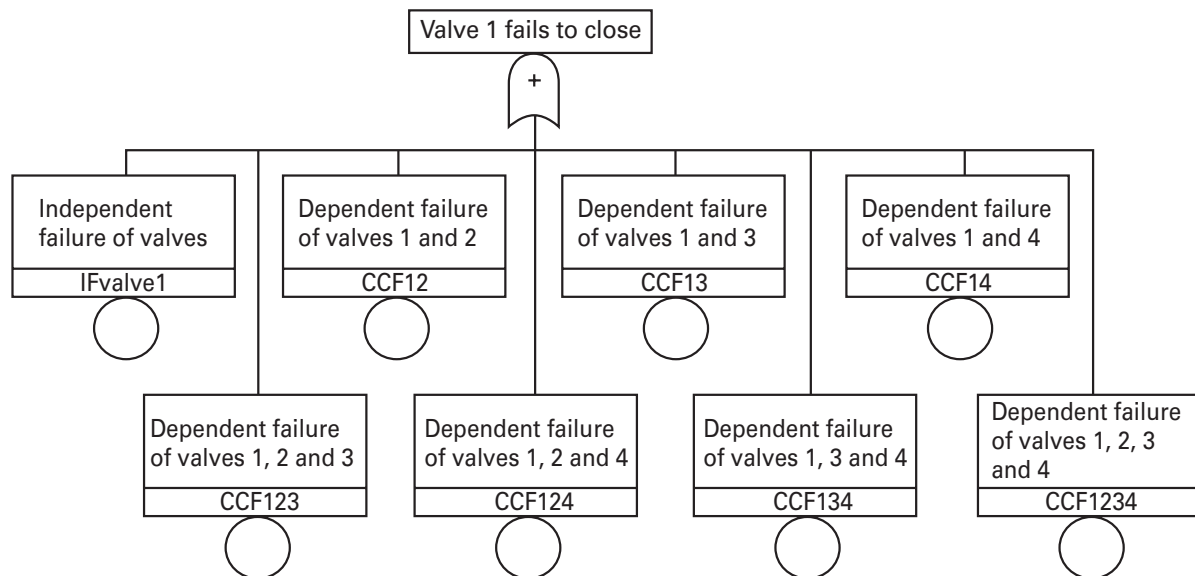 Valve 1 fails to close
+
Independent
failure of valves
IFvalve1
Dependent failure
of valves 1 and 2
CCF12
Dependent failure
of valves 1 and 3
CCF13
Dependent failure
of valves 1 and 4
CCF14
Dependent failure
of valves 1, 2 and 3
CCF123
Dependent failure
of valves 1, 2 and 4
CCF124
Dependent failure
of valves 1, 3 and 4
CCF134
Dependent failure
of valves 1, 2, 3
and 4
CCF1234